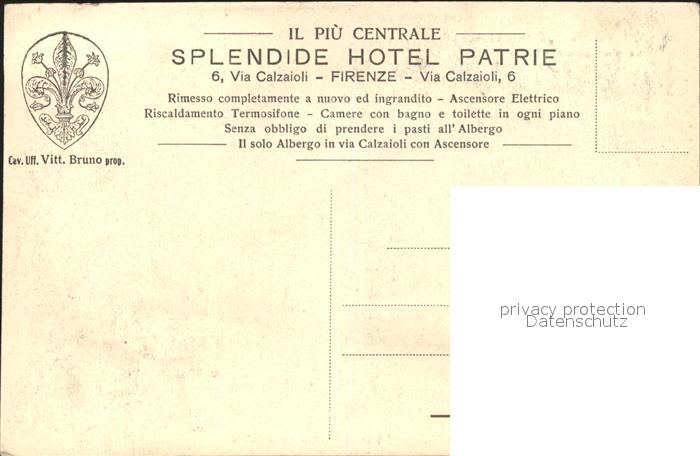 IL PIÙ CENTRALE
SPLENDIDE HOTEL PATRIE
6, Via Calzaioli – FIRENZE – Via Calzaioli, 6
Rimesso completamente a nuovo ed ingrandito – Ascensore Elettrico
Riscaldamento Termosifone – Camere con bagno e toilette in ogni piano
Senza obbligo di prendere i pasti all' Albergo
Il solo Albergo in via Calzaioli con Ascensore
Cav. Uff. Vitt. Bruno prop.
privacy protection
Datenschutz